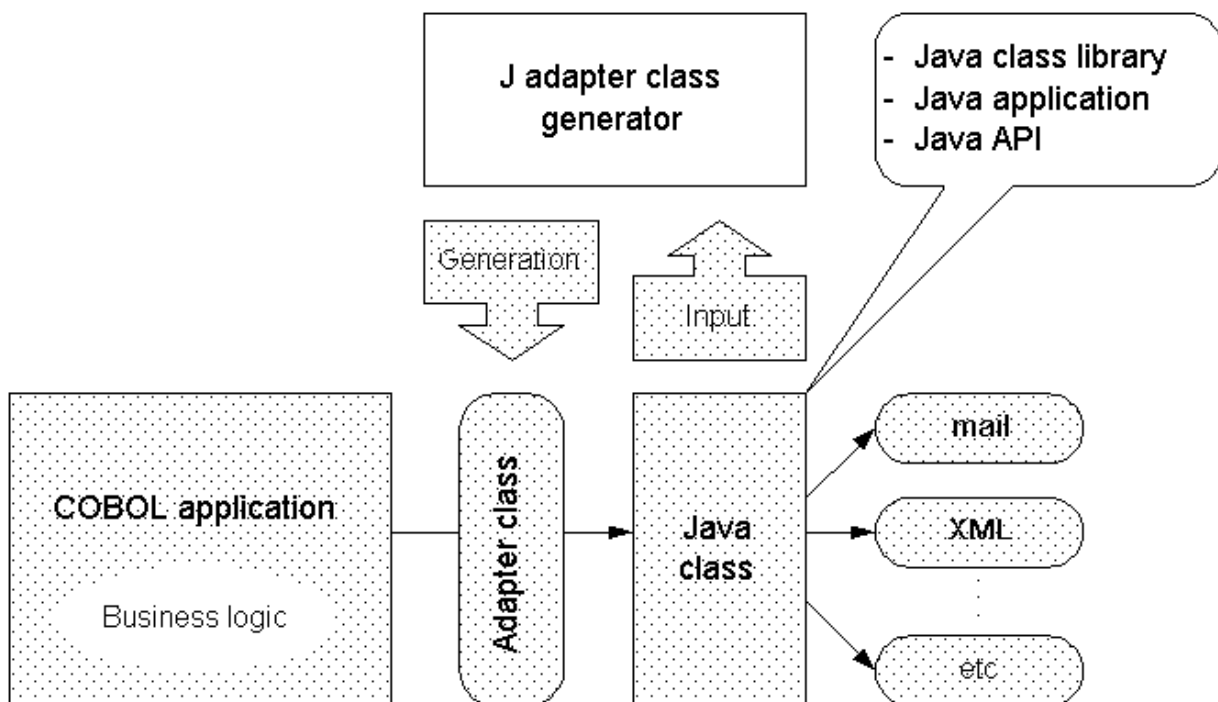 J adapter class
generator
- Java class library
- Java application
- Java API
Generation
Input
COBOL application
Business logic
Adapter class
Java
class
mail
XML
etc